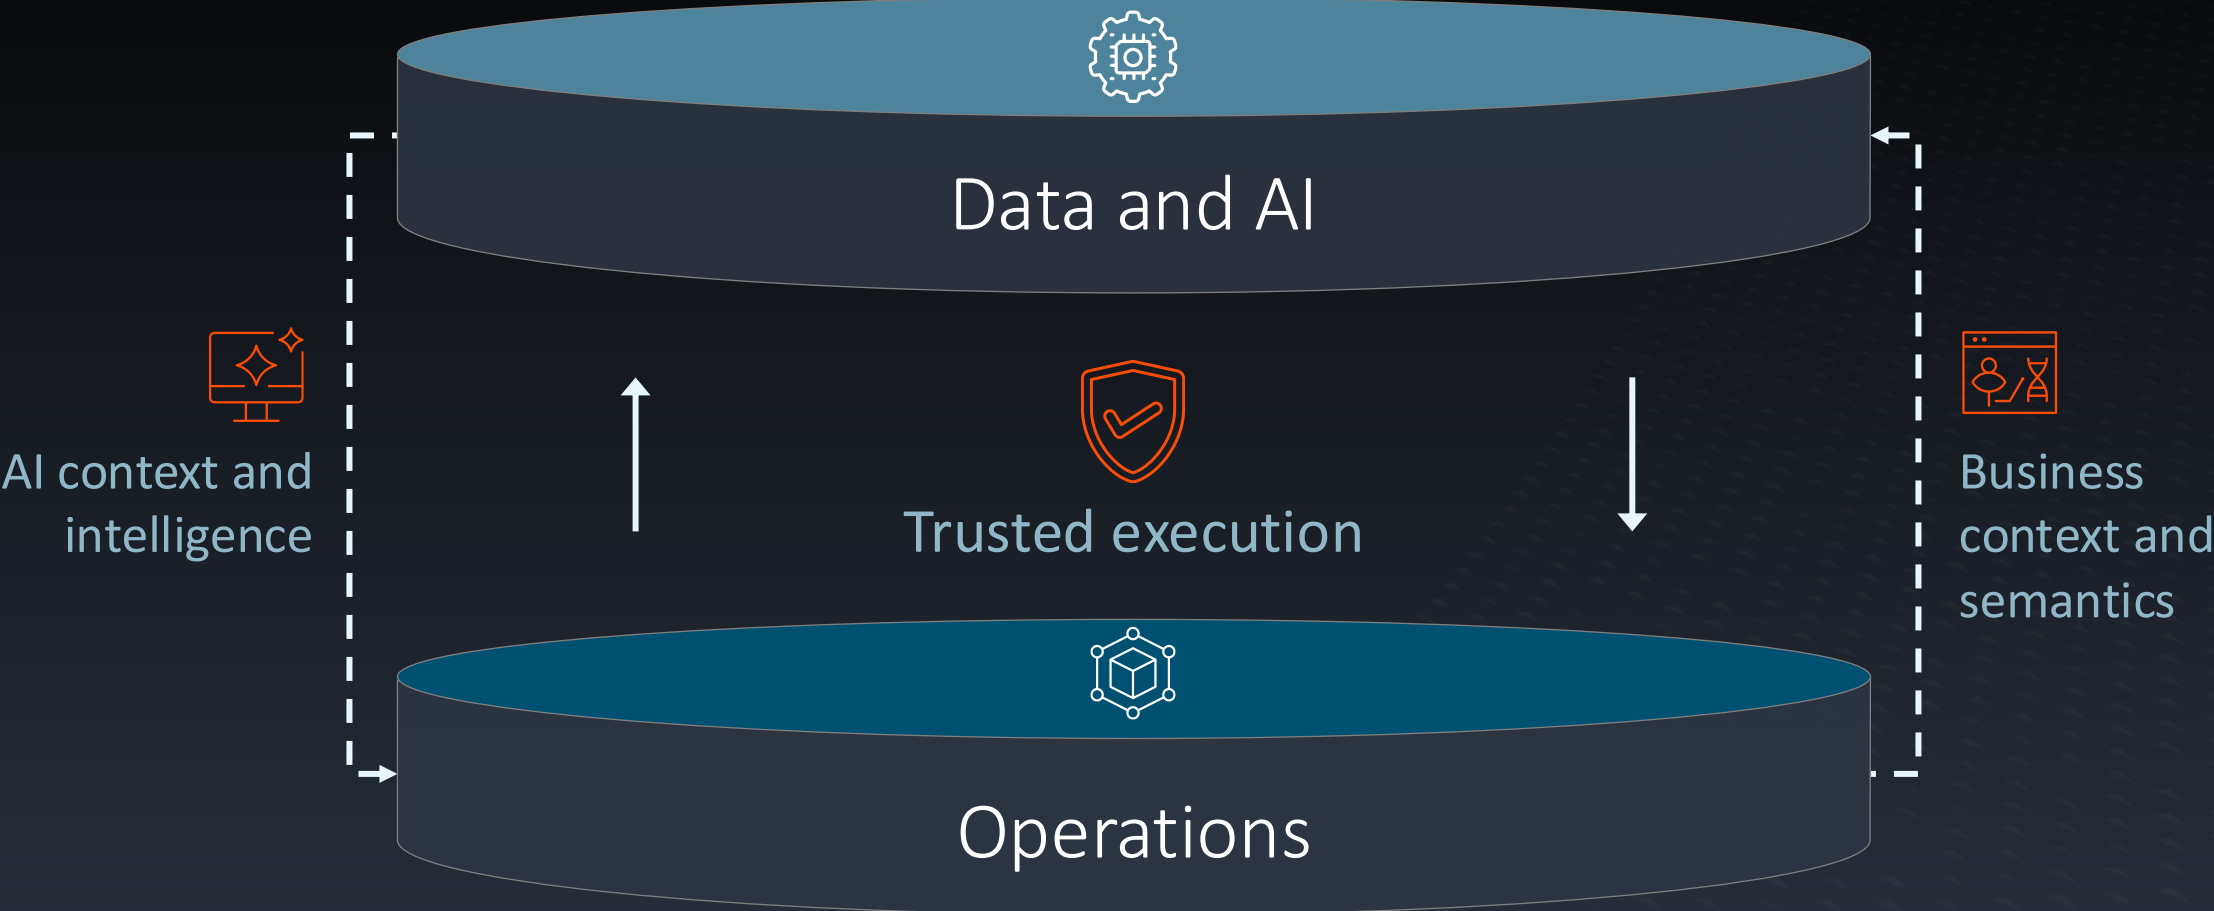 Data and AI
AI context and
intelligence
Trusted execution
Business
context and
semantics
Operations